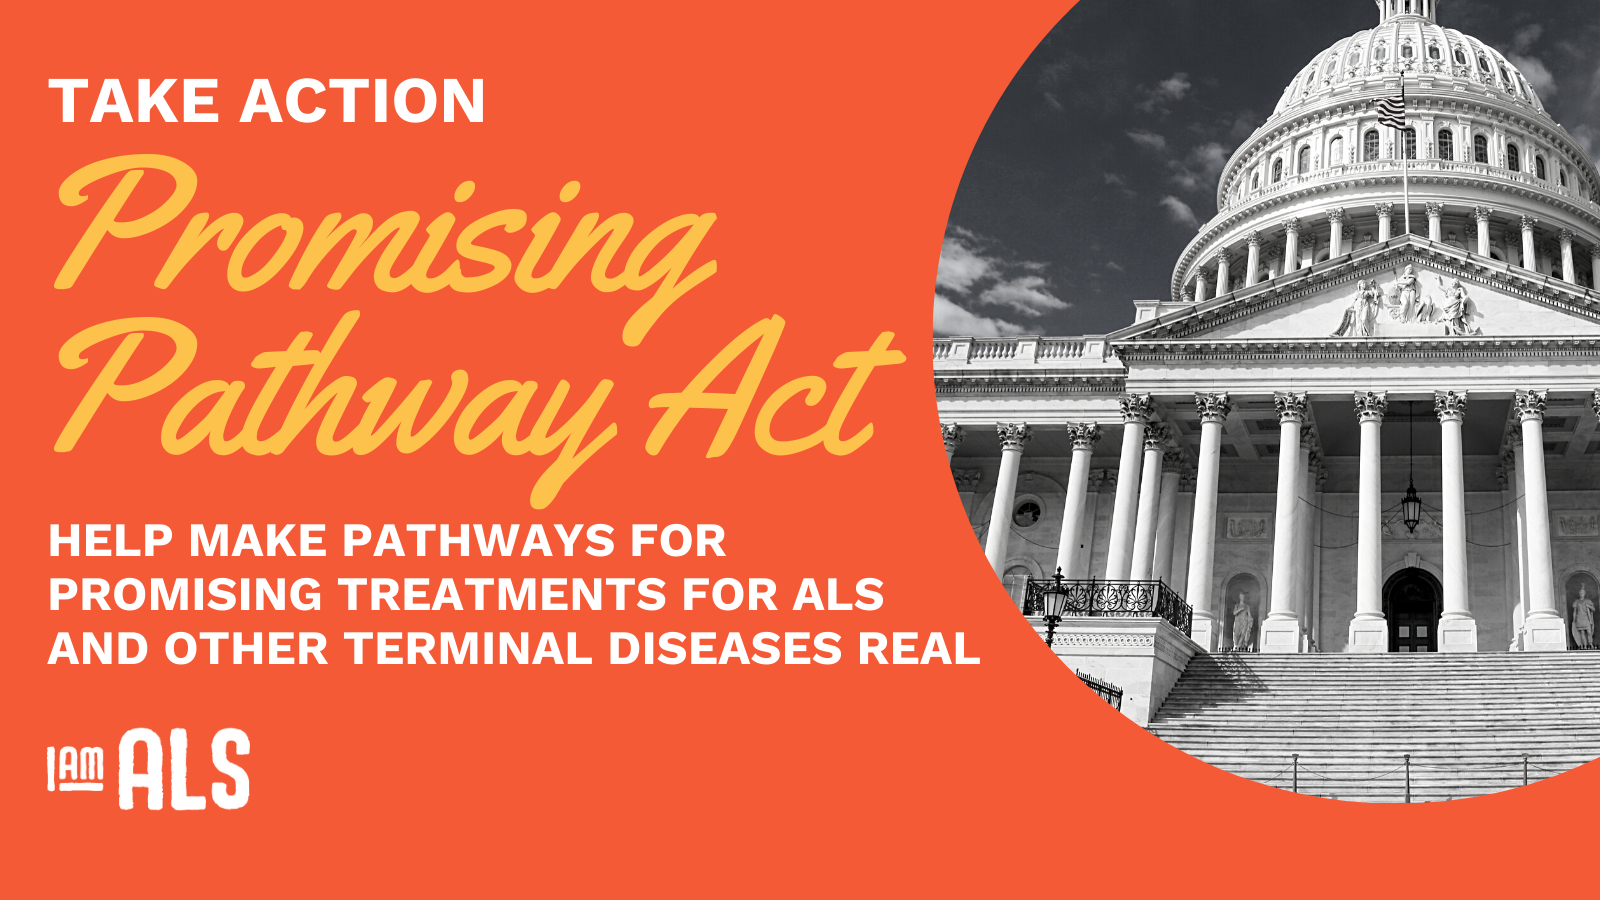 TAKE ACTION
Promising
Pathway Act
HELP MAKE PATHWAYS FOR
PROMISING TREATMENTS FOR ALS
AND OTHER TERMINAL DISEASES REAL
I AM ALS